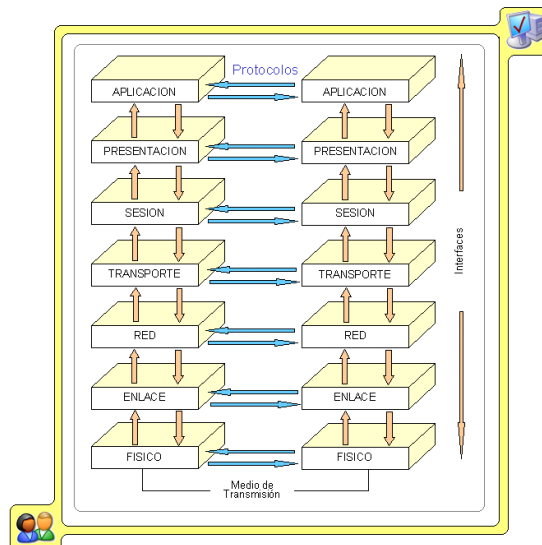 Protocolos
APLICACION
APLICACION
PRESENTACION
PRESENTACION
SESION
SESION
Interfaces
TRANSPORTE
TRANSPORTE
RED
RED
ENLACE
ENLACE
FISICO
FISICO
Medio de
Transmisión